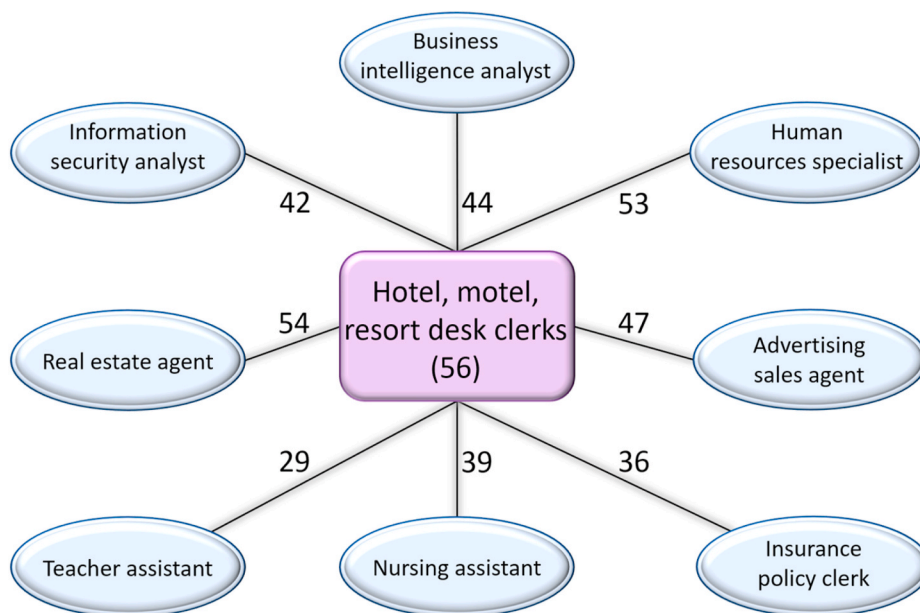 Business
intelligence analyst
Information
security analyst
Human
resources specialist
42
44
53
Hotel, motel,
resort desk clerks
(56)
54
47
Real estate agent
Advertising
sales agent
29
39
36
Teacher assistant
Nursing assistant
Insurance
policy clerk